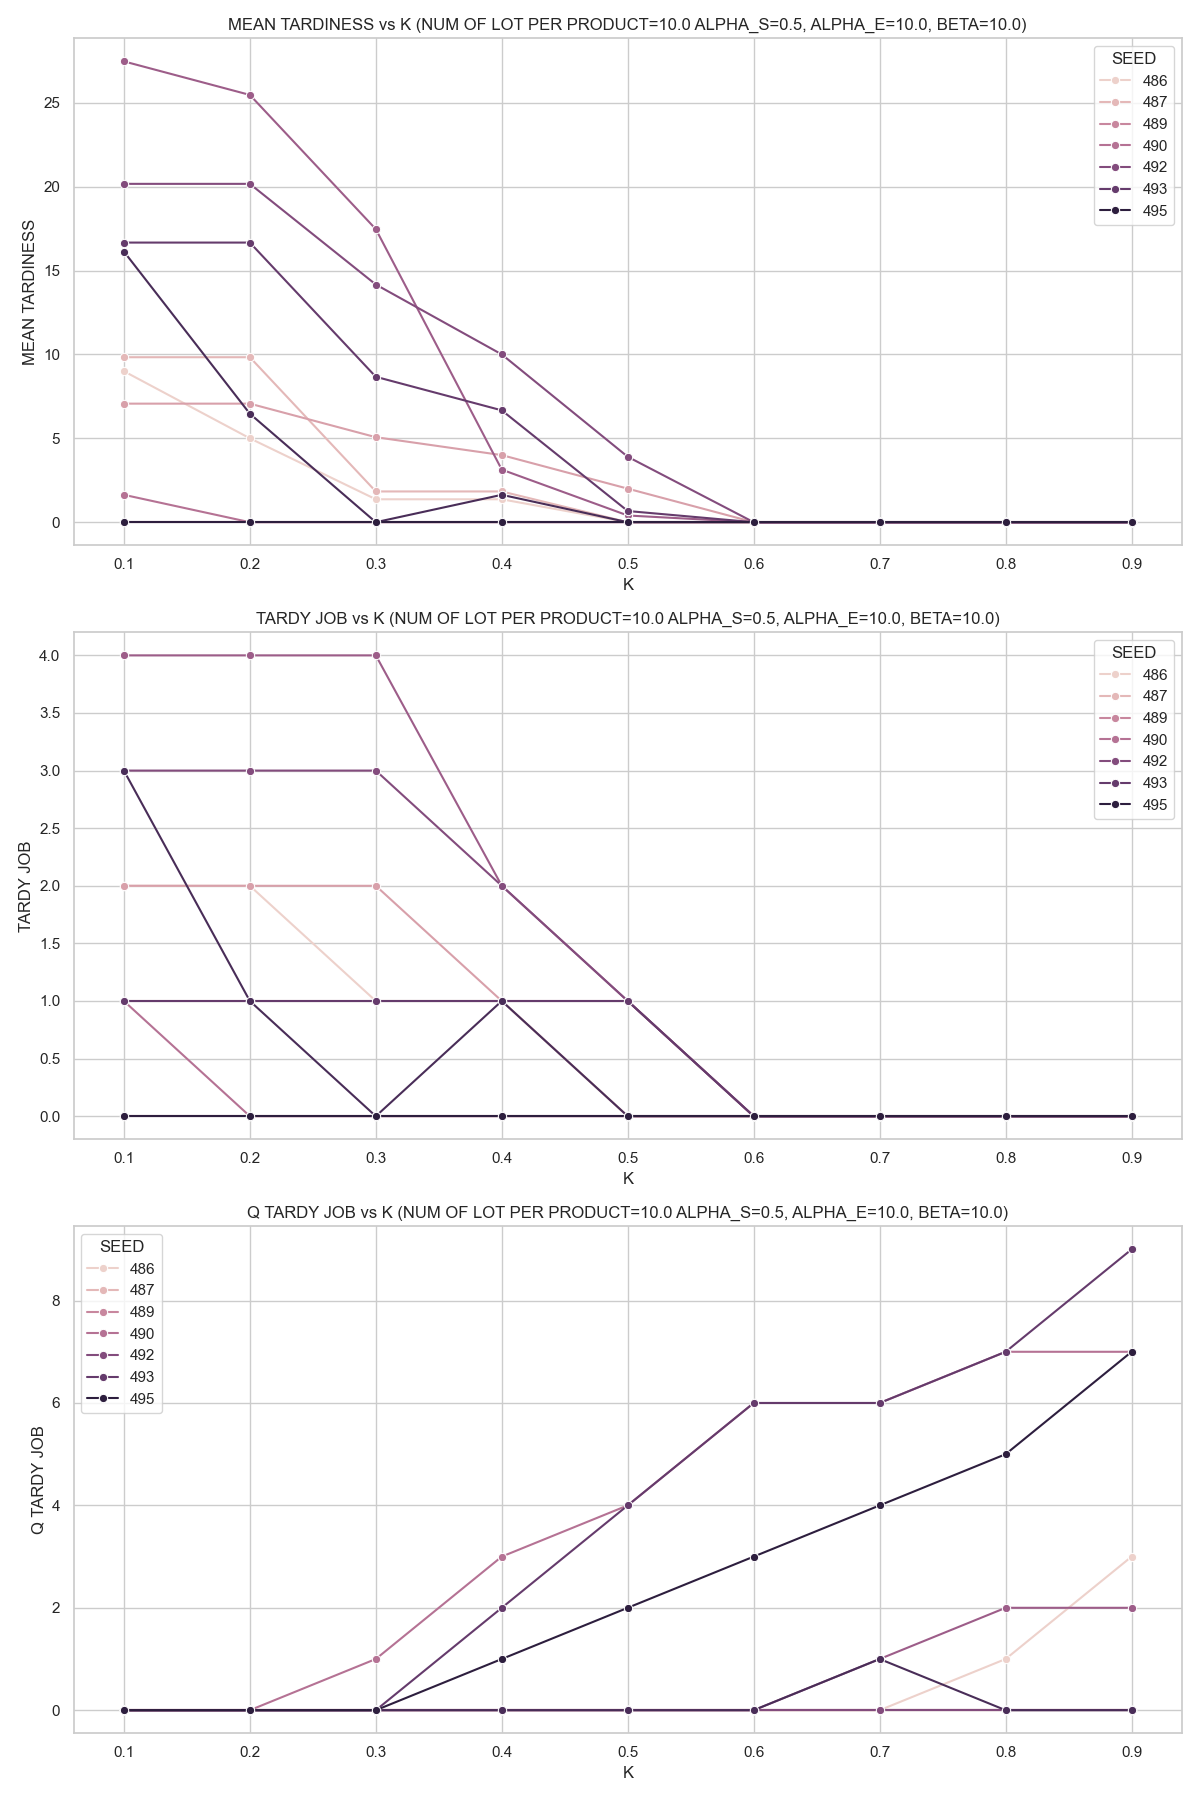 MEAN TARDINESS vs K (NUM OF LOT PER PRODUCT=10.0 ALPHA_S=0.5, ALPHA_E=10.0, BETA=10.0)
SEED
486
487
489
490
492
493
495
25
20
15
10
5
0
MEAN TARDINESS
0.1 0.2 0.3 0.4 0.5 0.6 0.7 0.8 0.9
K
TARDY JOB vs K (NUM OF LOT PER PRODUCT=10.0 ALPHA_S=0.5, ALPHA_E=10.0, BETA=10.0)
SEED
486
487
489
490
492
493
495
4.0
3.5
3.0
2.5
2.0
1.5
1.0
0.5
0.0
TARDY JOB
0.1 0.2 0.3 0.4 0.5 0.6 0.7 0.8 0.9
K
Q TARDY JOB vs K (NUM OF LOT PER PRODUCT=10.0 ALPHA_S=0.5, ALPHA_E=10.0, BETA=10.0)
SEED
486
487
489
490
492
493
495
8
6
4
2
0
Q TARDY JOB
0.1 0.2 0.3 0.4 0.5 0.6 0.7 0.8 0.9
K